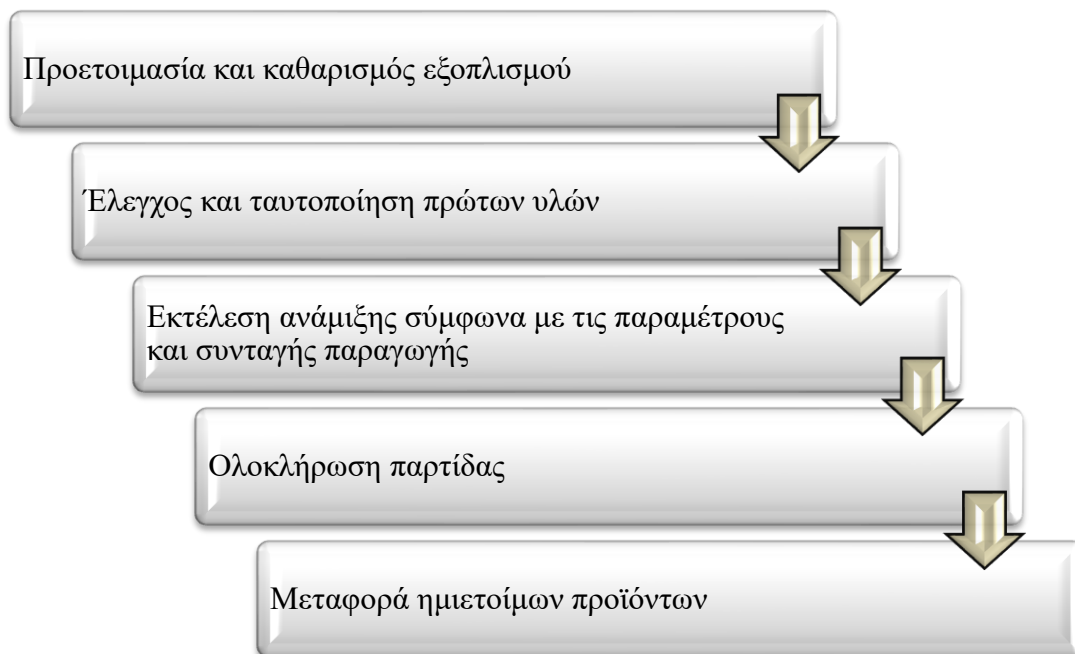 Προετοιμασία και καθαρισμός εξοπλισμού
Έλεγχος και ταυτοποίηση πρώτων υλών
Εκτέλεση ανάμιξης σύμφωνα με τις παραμέτρους
και συνταγής παραγωγής
Ολοκλήρωση παρτίδας
Μεταφορά ημιετοίμων προϊόντων